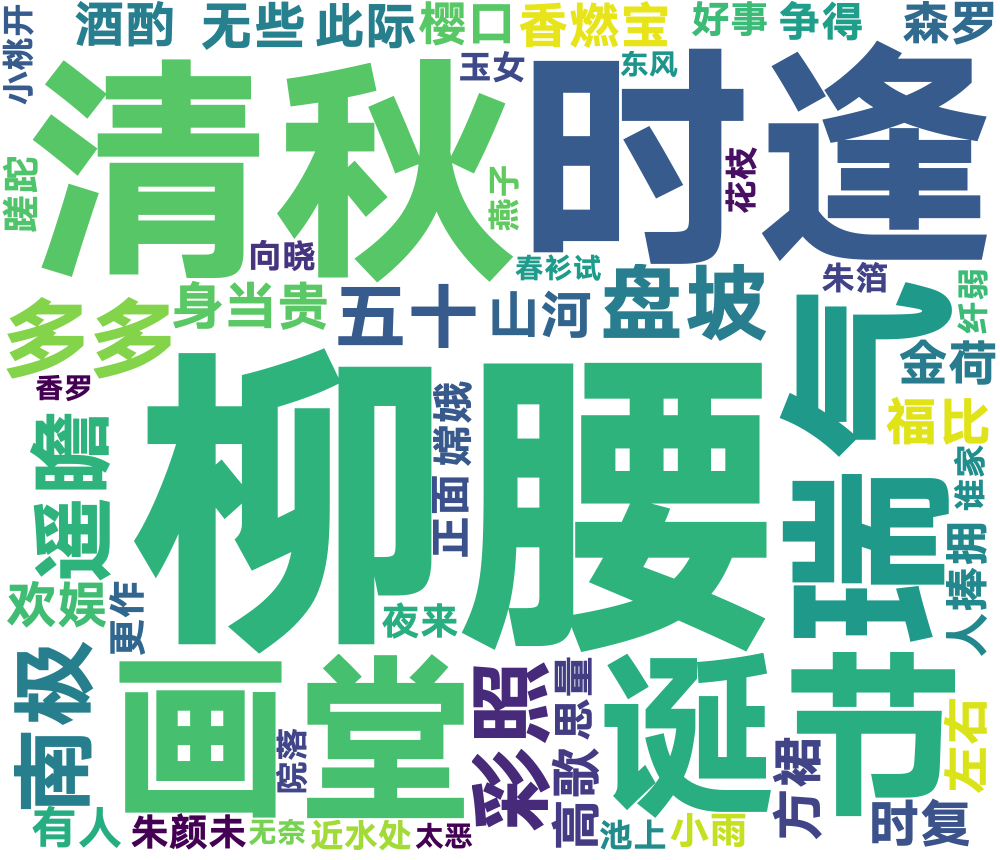 小桃开
酒酌
无些
此际
樱口
香燃宝
好事
争得
森罗
清秋
玉女
东风
时逢
蹉跎
燕子
花枝
向晓
春衫试
朱箔
纤弱
多多
身当贵
五十
山河
盘坡
气瑞
金荷
香罗
福比
遥瞻
柳腰
嫦娥
正面
谁家
人捧拥
欢娱
更作
夜来
南极
画堂
彩照
思量
诞节
左右
院落
高歌
方裙
时复
有人
朱颜未
无奈
近水处
太恶
池上
小雨